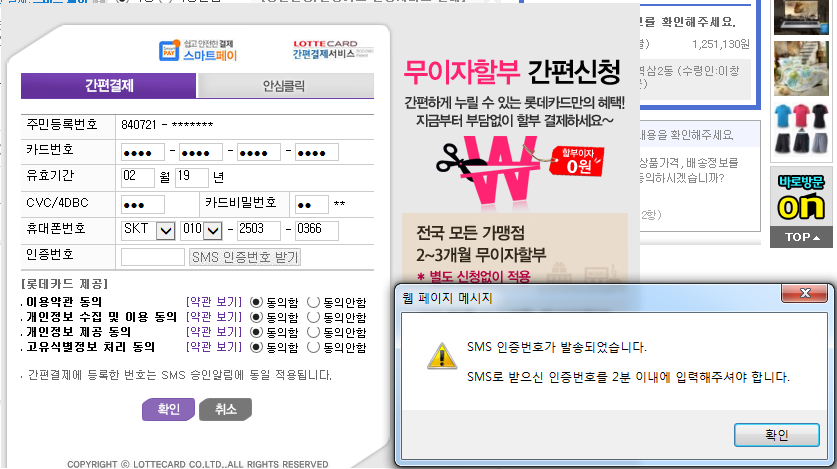 쉽고 안전한 결제
스마트페이
LOTTECARD
간편결제서비스
간편결제
안심클릭
주민등록번호 840721 - *******
카드번호 ●●●● - ●●●● - ●●●● - ●●●●
유효기간 02 월 19 년
CVC/4DBC ●●● 카드비밀번호 ●● **
휴대폰번호 SKT 010 - 2503 - 0366
인증번호 SMS 인증번호 받기
[롯데카드 제공]
이용약관 동의 [약관 보기] 동의함 동의안함
개인정보 수집 및 이용 동의 [약관 보기] 동의함 동의안함
개인정보 제공 동의 [약관 보기] 동의함 동의안함
고유식별정보 처리 동의 [약관 보기] 동의함 동의안함
간편결제에 등록한 번호는 SMS 승인알림에 동일 적용됩니다.
확인 취소
COPYRIGHT ⓒ LOTTECARD CO,LTD,.ALL RIGHTS RESERVED
무이자할부 간편신청
간편하게 누릴 수 있는 롯데카드만의 혜택!
지금부터 부담없이 할부 결제하세요~
할부이자
0원
전국 모든 가맹점
2~3개월 무이자할부
* 별도 신청없이 적용
웹 페이지 메시지
SMS 인증번호가 발송되었습니다.
SMS로 받으신 인증번호를 2분 이내에 입력해주셔야 합니다.
확인
를 확인해주세요.
1,251,130원
역삼2동 (수령인:이창
내용을 확인해주세요
상품가격, 배송정보를
동의하시겠습니까?
2항)
바로방문
on
TOP